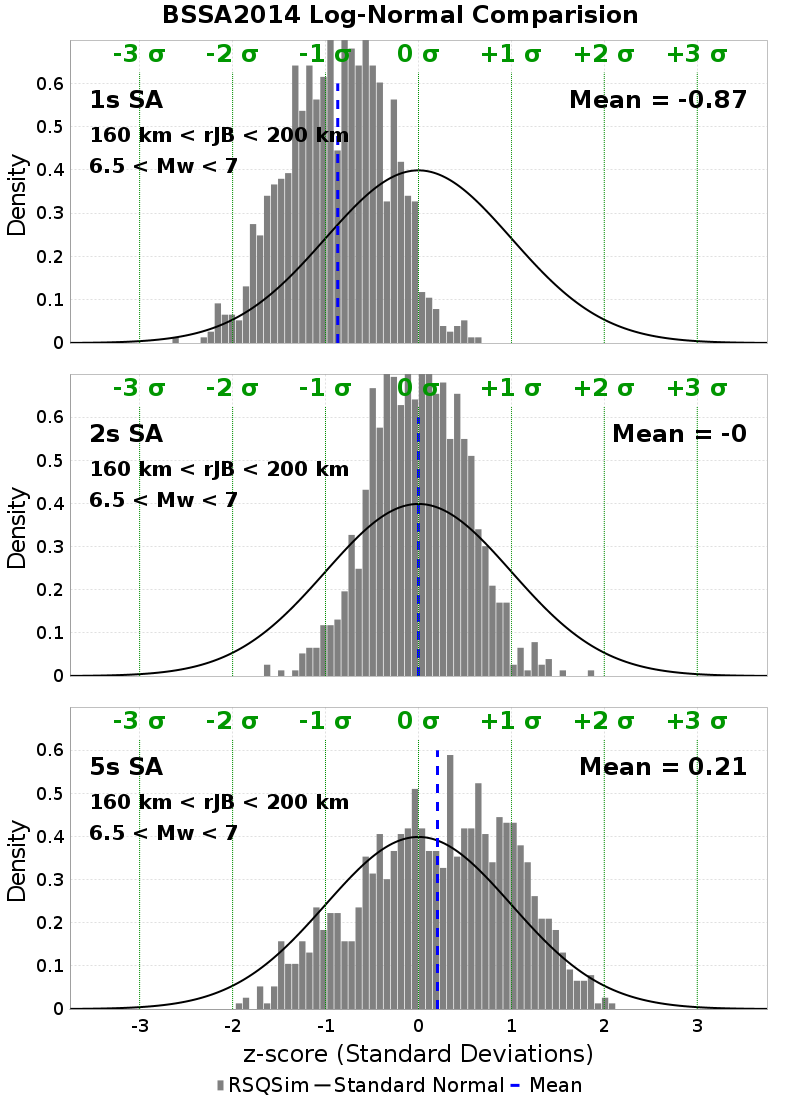 BSSA2014 Log-Normal Comparision
-3 σ -2 σ -1 σ 0 σ +1 σ +2 σ +3 σ
0.6
1s SA Mean = -0.87
0.5
160 km < rJB < 200 km
6.5 < Mw < 7
0.4
0.3
0.2
0.1
0
Density
-3 σ -2 σ -1 σ 0 σ +1 σ +2 σ +3 σ
0.6
2s SA Mean = -0
0.5
160 km < rJB < 200 km
6.5 < Mw < 7
0.4
0.3
0.2
0.1
0
Density
-3 σ -2 σ -1 σ 0 σ +1 σ +2 σ +3 σ
0.6
5s SA Mean = 0.21
0.5
160 km < rJB < 200 km
6.5 < Mw < 7
0.4
0.3
0.2
0.1
0
Density
-3 -2 -1 0 1 2 3
z-score (Standard Deviations)
RSQSim Standard Normal Mean